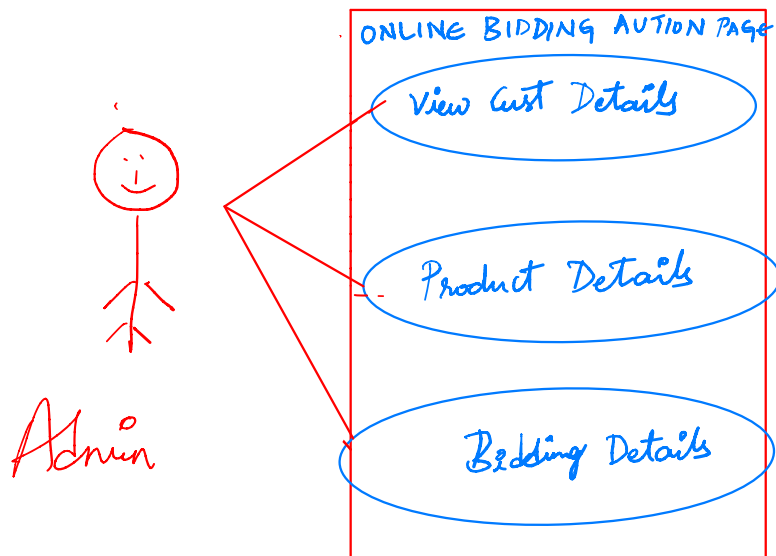 ONLINE BIDDING AUTION PAGE
View Cust Details
Product Details
Bidding Details
Admin